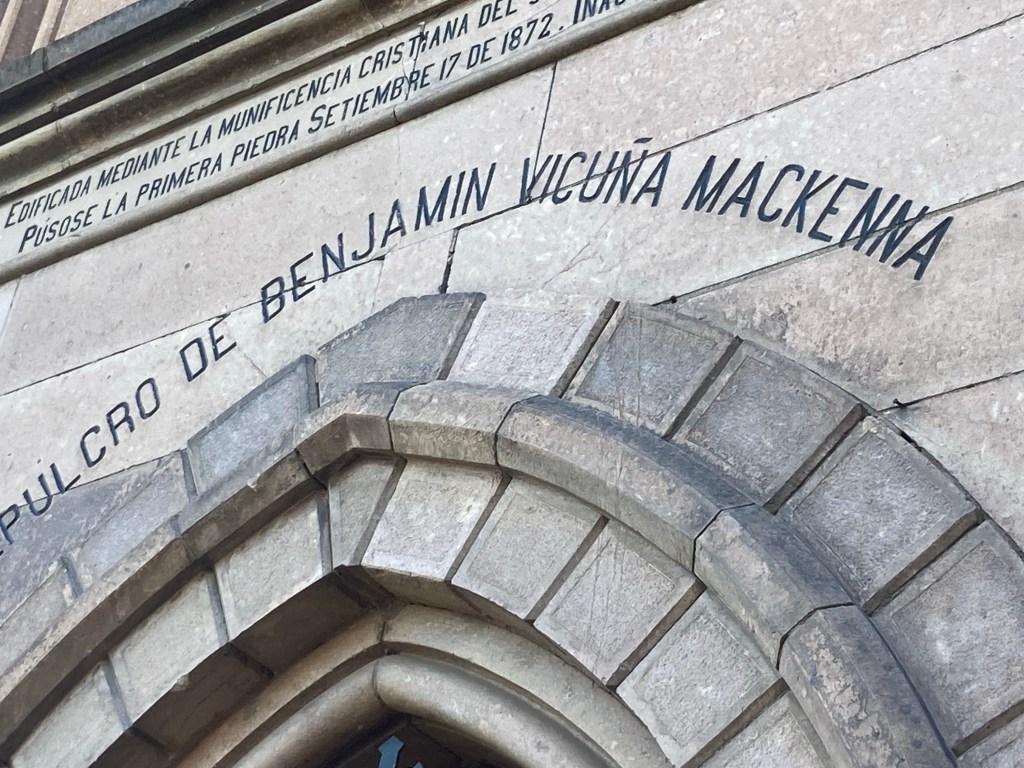 EDIFICADA MEDIANTE LA MUNIFICENCIA CRISTIANA DEL
PÚSOSE LA PRIMERA PIEDRA SETIEMBRE 17 DE 1872.
EPULCRO DE BENJAMIN VICUÑA MACKENNA